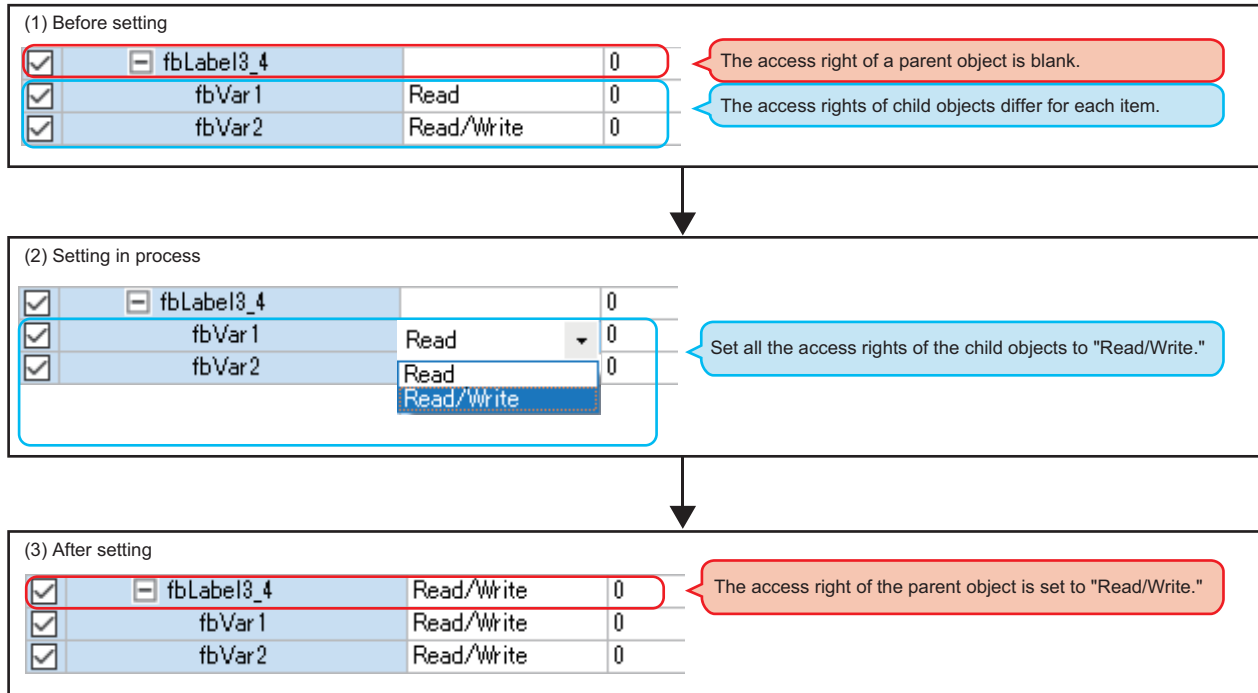 (1) Before setting
fbLabel3_4 0
The access right of a parent object is blank.
fbVar1 Read 0
The access rights of child objects differ for each item.
fbVar2 Read/Write 0
(2) Setting in process
fbLabel3_4 0
fbVar1 Read 0
Set all the access rights of the child objects to "Read/Write."
fbVar2 0
Read
Read/Write
(3) After setting
fbLabel3_4 Read/Write 0
The access right of the parent object is set to "Read/Write."
fbVar1 Read/Write 0
fbVar2 Read/Write 0